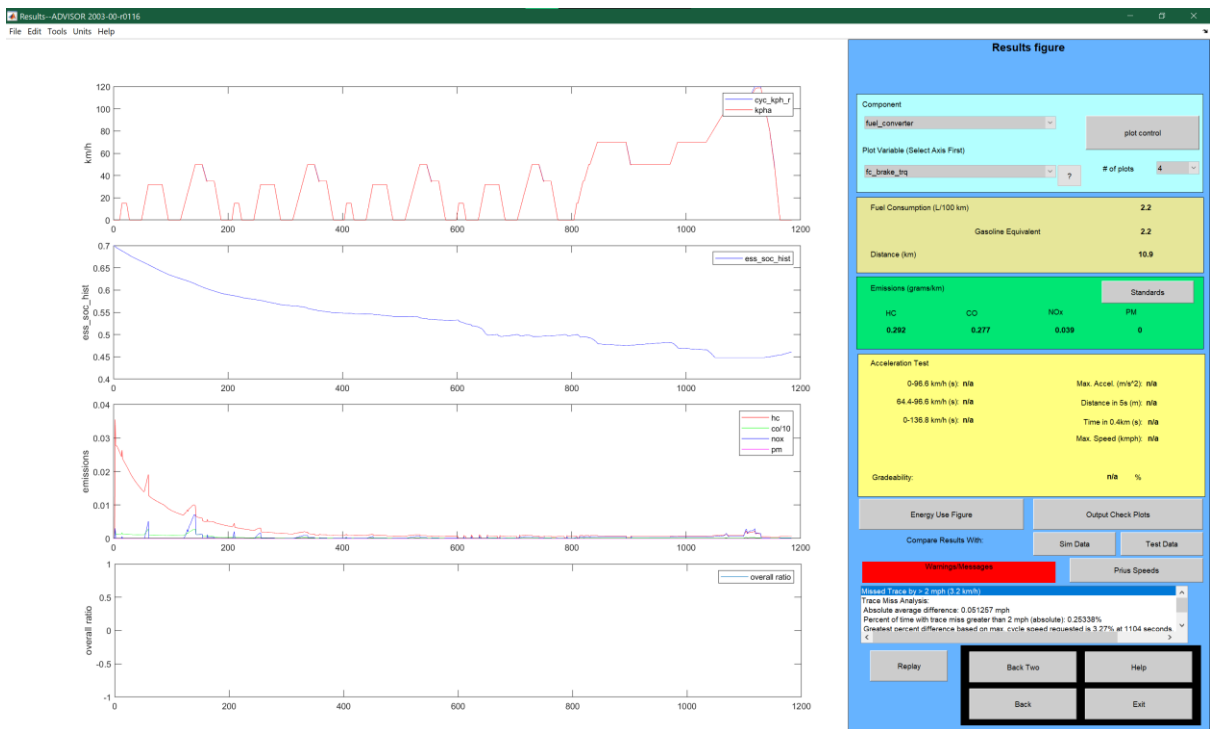 Results--ADVISOR 2003-00-r0116
File Edit Tools Units Help
120
100
80
60
40
20
0
km/h
cyc_kph_r
kpha
0 200 400 600 800 1000 1200
0.7
0.65
0.6
0.55
0.5
0.45
0.4
ess_soc_hist
ess_soc_hist
0 200 400 600 800 1000 1200
0.04
0.03
0.02
0.01
0
emissions
hc
co/10
nox
pm
0 200 400 600 800 1000 1200
1
0.5
0
-0.5
-1
overall ratio
overall ratio
0 200 400 600 800 1000 1200
Results figure
Component
fuel_converter
plot control
Plot Variable (Select Axis First)
fc_brake_trq
?
# of plots 4
Fuel Consumption (L/100 km) 2.2
Gasoline Equivalent 2.2
Distance (km) 10.9
Emissions (grams/km) Standards
HC CO NOx PM
0.292 0.277 0.039 0
Acceleration Test
0-96.6 km/h (s): n/a Max. Accel. (m/s^2): n/a
64.4-96.6 km/h (s): n/a Distance in 5s (m): n/a
0-136.8 km/h (s): n/a Time in 0.4km (s): n/a
Max. Speed (kmph): n/a
Gradeability: n/a %
Energy Use Figure Output Check Plots
Compare Results With: Sim Data Test Data
Warnings/Messages Prius Speeds
Missed Trace by > 2 mph (3.2 km/h)
Trace Miss Analysis:
Absolute average difference: 0.051257 mph
Percent of time with trace miss greater than 2 mph (absolute): 0.25338%
Greatest percent difference based on max. cycle speed requested is 3.27% at 1104 seconds.
Replay Back Two Help
Back Exit